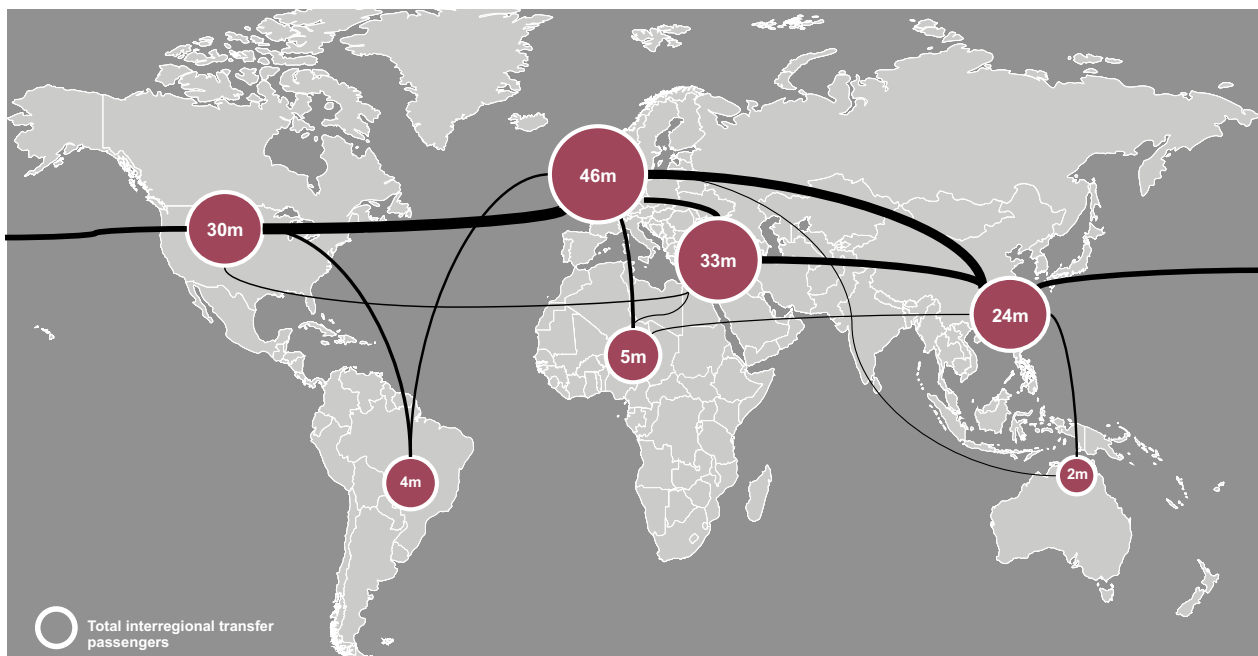 46m
30m
33m
24m
5m
4m
2m
Total interregional transfer
passengers